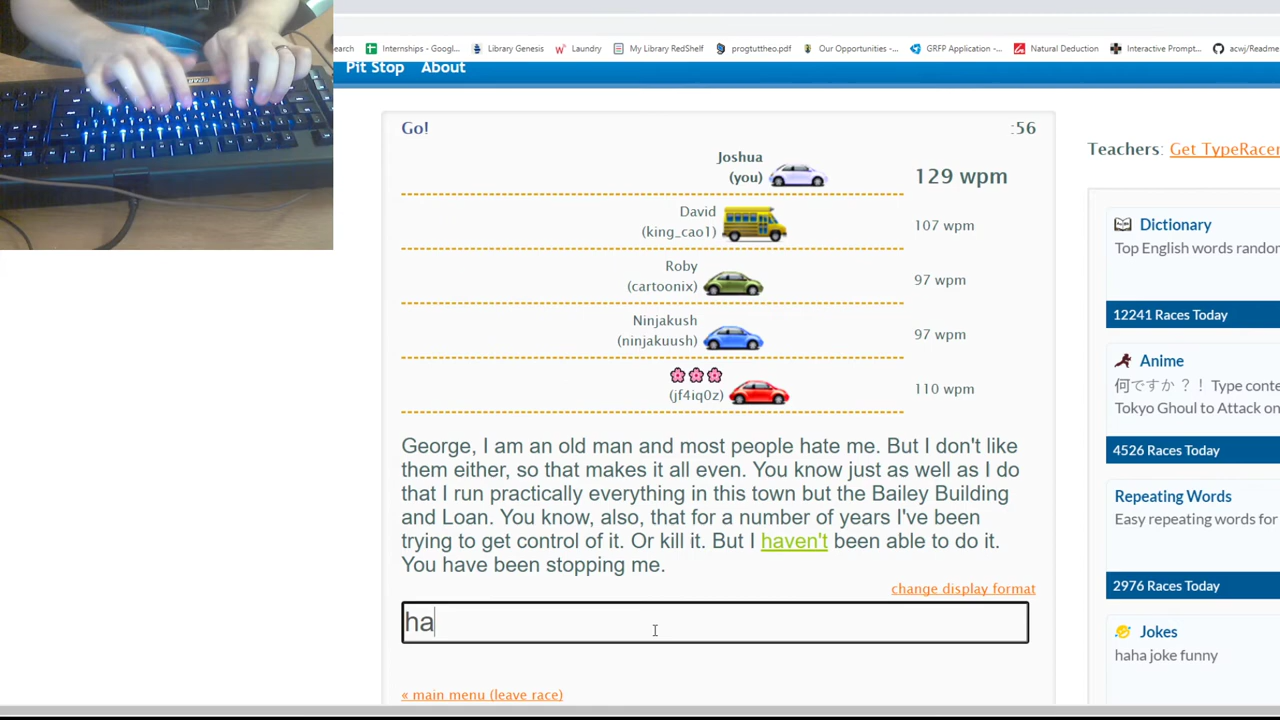 earch Internships - Googl... Library Genesis Laundry My Library RedShelf progtuttheo.pdf Our Opportunities -... GRFP Application -... Natural Deduction Interactive Prompt... acwj/Readme
Pit Stop About
Go! :56
Joshua
(you) 129 wpm
David
(king_cao1) 107 wpm
Roby
(cartoonix) 97 wpm
Ninjakush
(ninjakuush) 97 wpm
(jf4iq0z) 110 wpm
George, I am an old man and most people hate me. But I don't like
them either, so that makes it all even. You know just as well as I do
that I run practically everything in this town but the Bailey Building
and Loan. You know, also, that for a number of years I've been
trying to get control of it. Or kill it. But I haven't been able to do it.
You have been stopping me.
change display format
ha
« main menu (leave race)
Teachers: Get TypeRacer
Dictionary
Top English words random
12241 Races Today
Anime
何ですか？！ Type conte
Tokyo Ghoul to Attack on
4526 Races Today
Repeating Words
Easy repeating words for
2976 Races Today
Jokes
haha joke funny